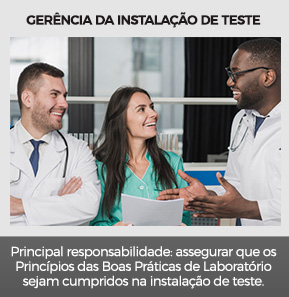 GERÊNCIA DA INSTALAÇÃO DE TESTE
Principal responsabilidade: assegurar que os
Princípios das Boas Práticas de Laboratório
sejam cumpridos na instalação de teste.